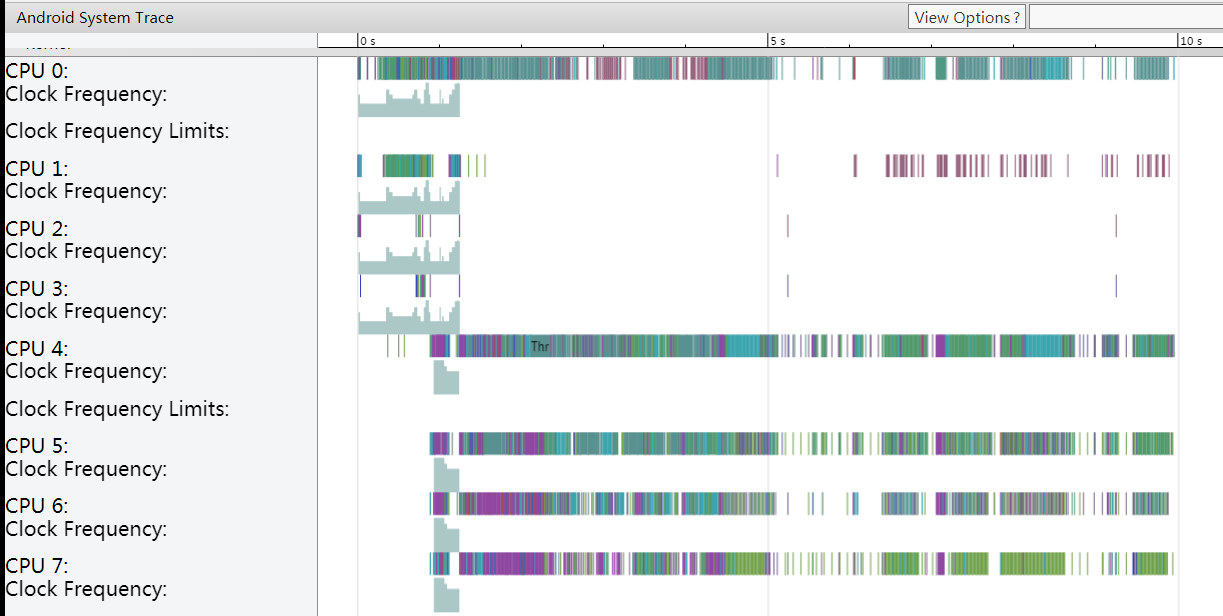 Android System Trace
View Options ?
0 s
5 s
10 s
CPU 0:
Clock Frequency:
Clock Frequency Limits:
CPU 1:
Clock Frequency:
CPU 2:
Clock Frequency:
CPU 3:
Clock Frequency:
CPU 4:
Thr
Clock Frequency:
Clock Frequency Limits:
CPU 5:
Clock Frequency:
CPU 6:
Clock Frequency:
CPU 7:
Clock Frequency: